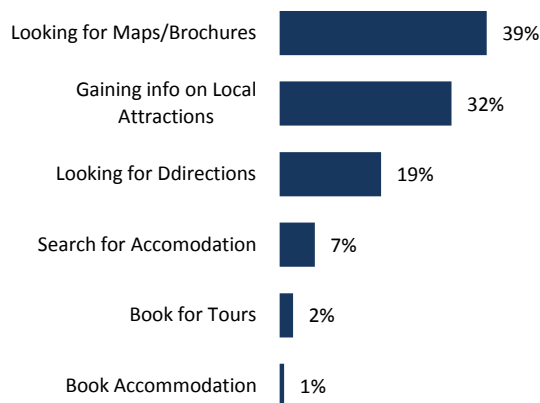 Looking for Maps/Brochures
39%
Gaining info on Local
Attractions
32%
Looking for Ddirections
19%
Search for Accomodation
7%
Book for Tours
2%
Book Accommodation
1%